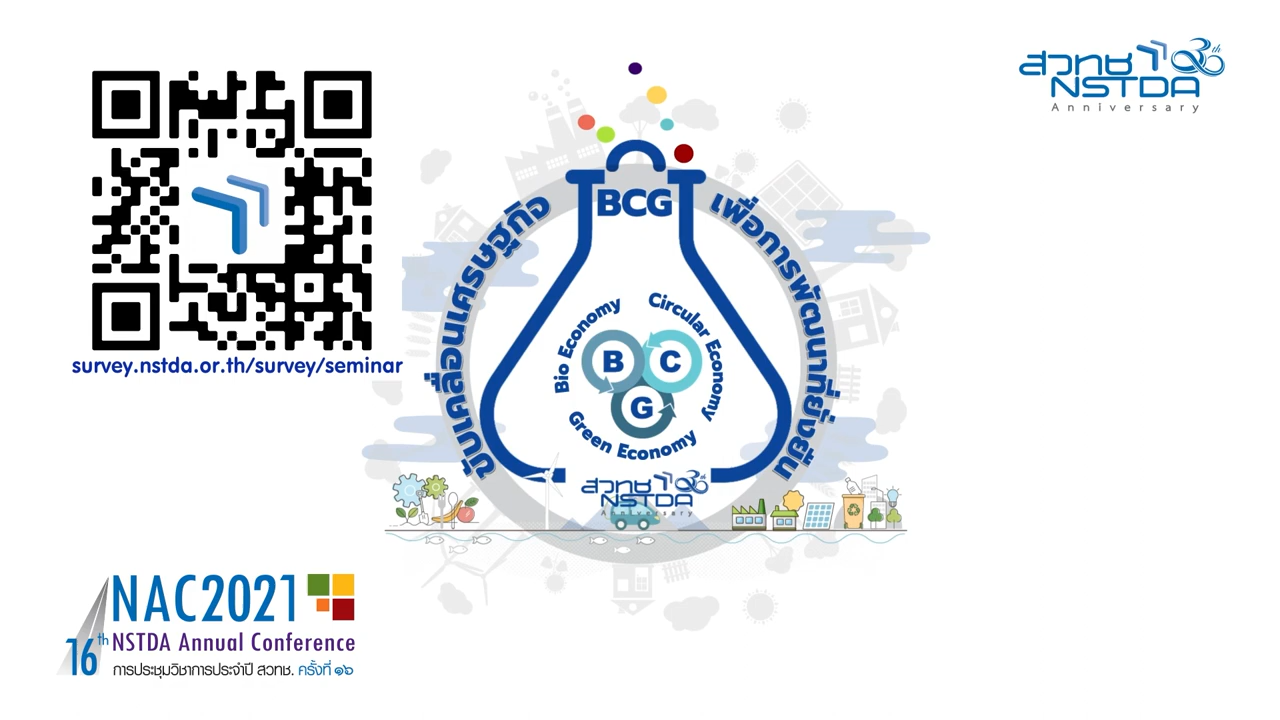 สวทช 30th
NSTDA
Anniversary
survey.nstda.or.th/survey/seminar
BCG
ขับเคลื่อนเศรษฐกิจ
เพื่อการพัฒนาที่ยั่งยืน
Bio Economy
Circular Economy
B
C
G
Green Economy
สวทช 30th
NSTDA
Anniversary
NAC2021
16th NSTDA Annual Conference
การประชุมวิชาการประจำปี สวทช. ครั้งที่ ๑๖